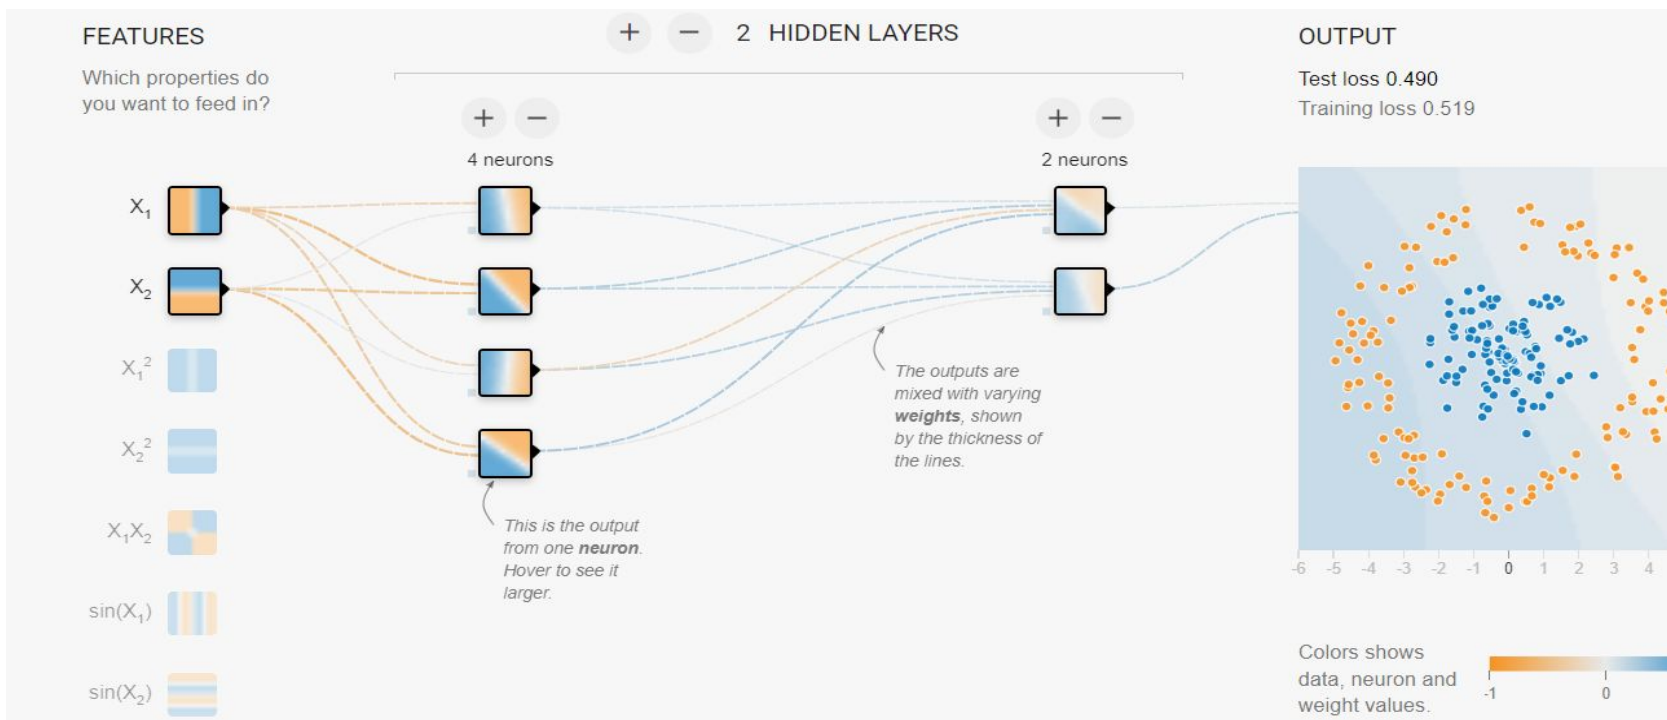 FEATURES
Which properties do
you want to feed in?
+ − 2 HIDDEN LAYERS
+ −
4 neurons
+ −
2 neurons
OUTPUT
Test loss 0.490
Training loss 0.519
X₁
X₂
X₁²
X₂²
X₁X₂
sin(X₁)
sin(X₂)
This is the output
from one neuron.
Hover to see it
larger.
The outputs are
mixed with varying
weights, shown
by the thickness of
the lines.
-6 -5 -4 -3 -2 -1 0 1 2 3 4
Colors shows
data, neuron and
weight values.
-1 0